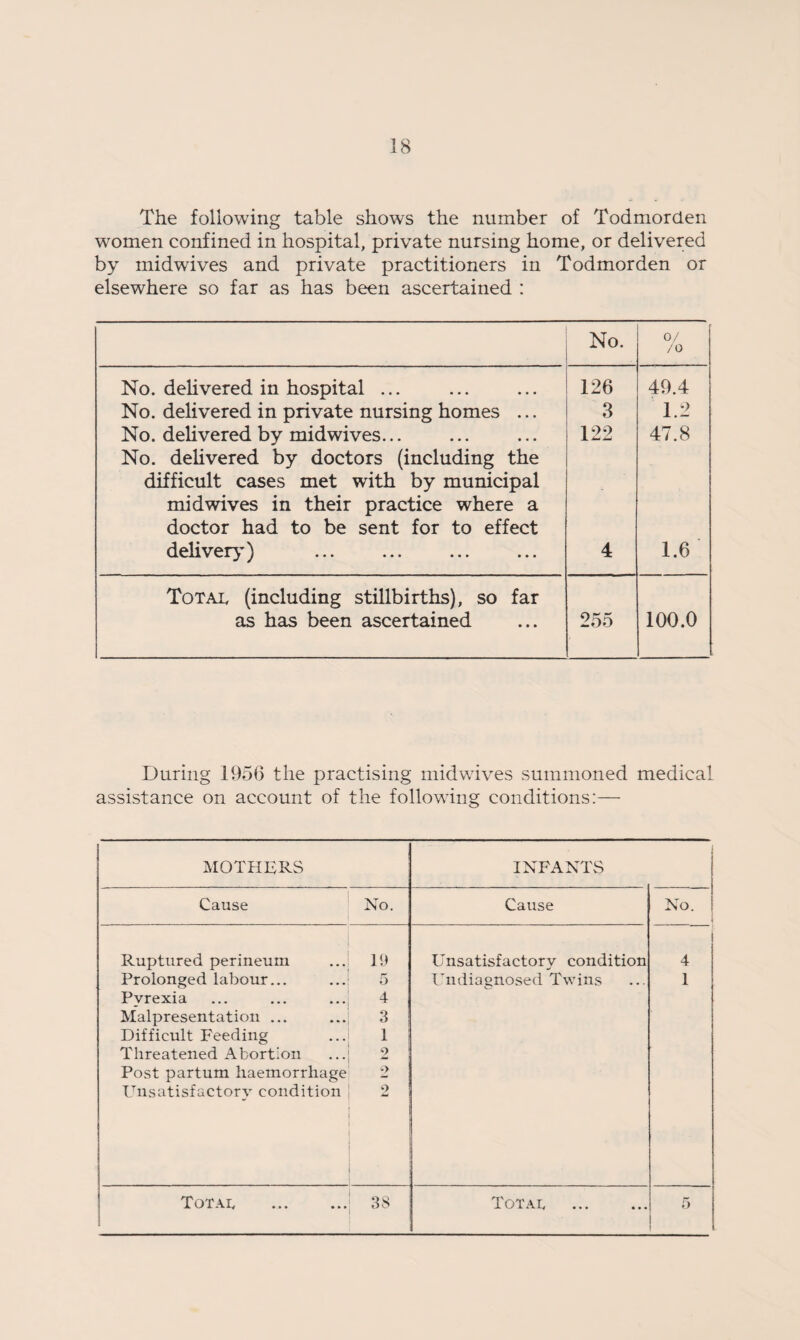 18
The following table shows the number of Todmorden
women confined in hospital, private nursing home, or delivered
by midwives and private practitioners in Todmorden or
elsewhere so far as has been ascertained :
No. %
No. delivered in hospital ... ... ... 126 49.4
No. delivered in private nursing homes ... 3 1.2
No. delivered by midwives... ... ... 122 47.8
No. delivered by doctors (including the
difficult cases met with by municipal
midwives in their practice where a
doctor had to be sent for to effect
delivery) ... ... ... ... 4 1.6
Total (including stillbirths), so far
as has been ascertained ... 255 100.0
During 1956 the practising midwives summoned medical
assistance on account of the following conditions:—
MOTHERS INFANTS
Cause No. Cause No.
Ruptured perineum ... 19 Unsatisfactory condition 4
Prolonged labour... ... 5 Undiagnosed Twins ... 1
Pyrexia ... ... ... 4
Malpresentation ... ... 3
Difficult Feeding ... 1
Threatened Abortion ... 2
Post partum haemorrhage 2
Unsatisfactory condition 2
Total ... ... 38 Total ... ... 5